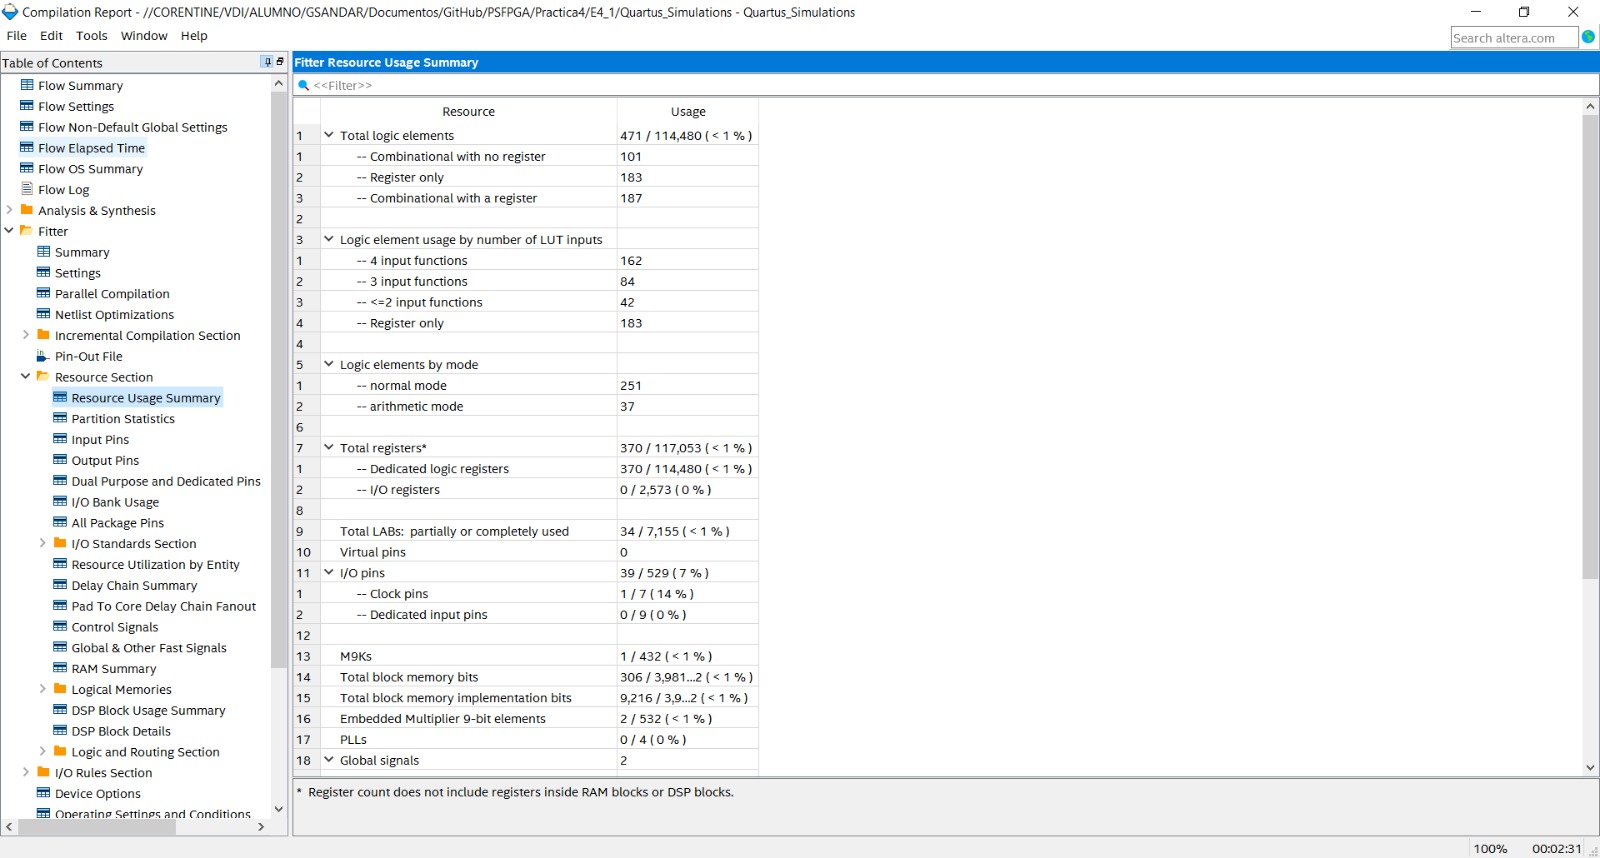 Compilation Report - //CORENTINE/VDI/ALUMNO/GSANDAR/Documentos/GitHub/PSFPGA/Practica4/E4_1/Quartus_Simulations - Quartus_Simulations
File Edit Tools Window Help
Search altera.com
Table of Contents
Flow Summary
Flow Settings
Flow Non-Default Global Settings
Flow Elapsed Time
Flow OS Summary
Flow Log
Analysis & Synthesis
Fitter
Summary
Settings
Parallel Compilation
Netlist Optimizations
Incremental Compilation Section
Pin-Out File
Resource Section
Resource Usage Summary
Partition Statistics
Input Pins
Output Pins
Dual Purpose and Dedicated Pins
I/O Bank Usage
All Package Pins
I/O Standards Section
Resource Utilization by Entity
Delay Chain Summary
Pad To Core Delay Chain Fanout
Control Signals
Global & Other Fast Signals
RAM Summary
Logical Memories
DSP Block Usage Summary
DSP Block Details
Logic and Routing Section
I/O Rules Section
Device Options
Operating Settings and Conditions
Fitter Resource Usage Summary
<<Filter>>
Resource Usage
1 Total logic elements 471 / 114,480 ( < 1 % )
1 -- Combinational with no register 101
2 -- Register only 183
3 -- Combinational with a register 187
2
3 Logic element usage by number of LUT inputs
1 -- 4 input functions 162
2 -- 3 input functions 84
3 -- <=2 input functions 42
4 -- Register only 183
4
5 Logic elements by mode
1 -- normal mode 251
2 -- arithmetic mode 37
6
7 Total registers* 370 / 117,053 ( < 1 % )
1 -- Dedicated logic registers 370 / 114,480 ( < 1 % )
2 -- I/O registers 0 / 2,573 ( 0 % )
8
9 Total LABs: partially or completely used 34 / 7,155 ( < 1 % )
10 Virtual pins 0
11 I/O pins 39 / 529 ( 7 % )
1 -- Clock pins 1 / 7 ( 14 % )
2 -- Dedicated input pins 0 / 9 ( 0 % )
12
13 M9Ks 1 / 432 ( < 1 % )
14 Total block memory bits 306 / 3,981...2 ( < 1 % )
15 Total block memory implementation bits 9,216 / 3,9...2 ( < 1 % )
16 Embedded Multiplier 9-bit elements 2 / 532 ( < 1 % )
17 PLLs 0 / 4 ( 0 % )
18 Global signals 2
* Register count does not include registers inside RAM blocks or DSP blocks.
100% 00:02:31